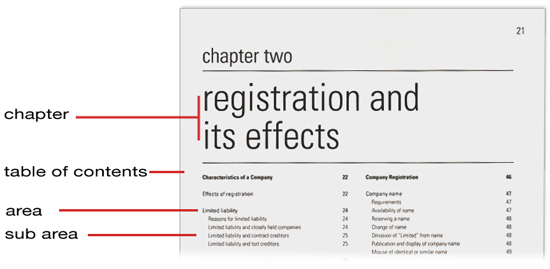 21
chapter two
registration and
its effects
chapter
table of contents
area
sub area
Characteristics of a Company 22
Effects of registration 22
Limited liability 24
Reasons for limited liability 24
Limited liability and closely held companies 24
Limited liability and contract creditors 25
Limited liability and tort creditors 25
Company Registration 46
Company name 47
Requirements 47
Availability of name 47
Reserving a name 48
Change of name 48
Omission of "Limited" from name 48
Publication and display of company name 48
Misuse of identical or similar name 49